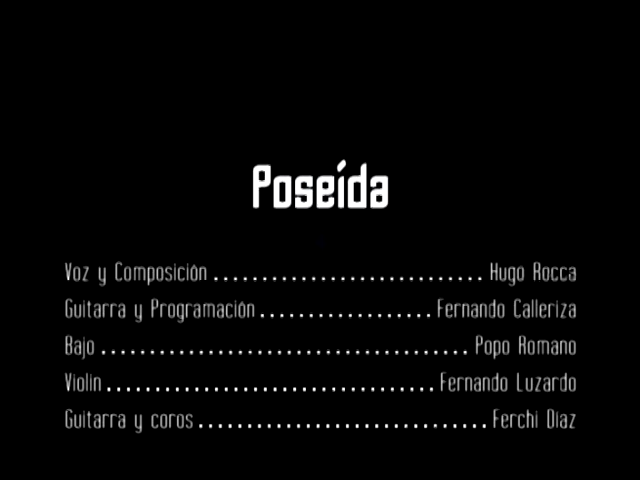 Poseída
Voz y Composición ............................ Hugo Rocca
Guitarra y Programación .................. Fernando Calleriza
Bajo ...................................... Popo Romano
Violin .................................. Fernando Luzardo
Guitarra y coros .............................. Ferchi Diaz